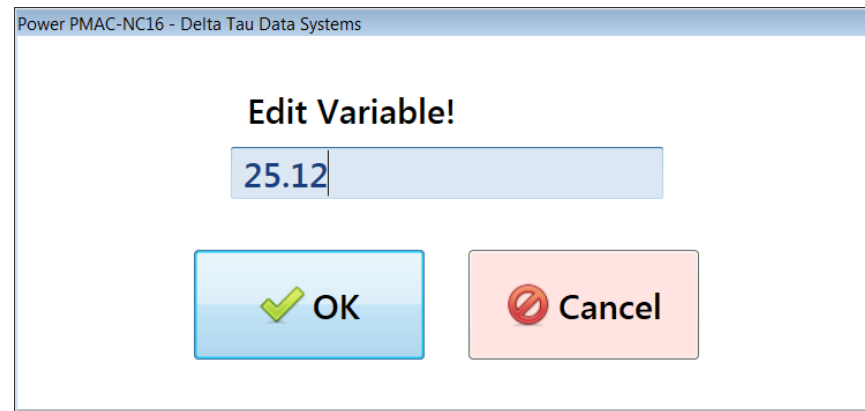 Power PMAC-NC16 - Delta Tau Data Systems
Edit Variable!
25.12
OK
Cancel